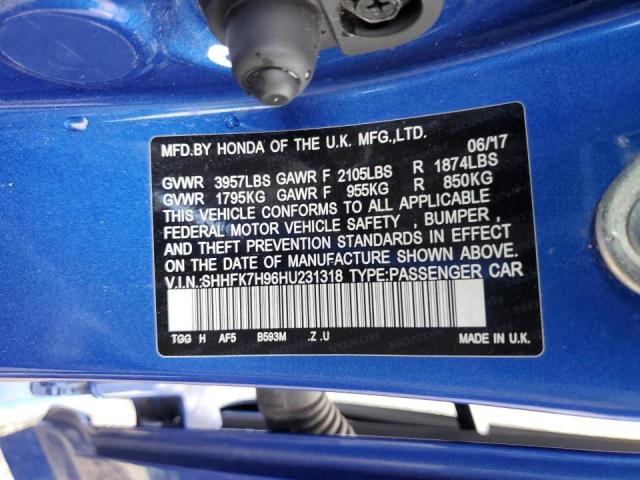 MFD.BY HONDA OF THE U.K. MFG.,LTD. 06/'17
GVWR 3957LBS GAWR F 2105LBS R 1874LBS
GVWR 1795KG GAWR F 955KG R 850KG
THIS VEHICLE CONFORMS TO ALL APPLICABLE
FEDERAL MOTOR VEHICLE SAFETY , BUMPER ,
AND THEFT PREVENTION STANDARDS IN EFFECT
ON THE DATE OF MANUFACTURE SHOWN ABOVE.
V.I.N.:SHHFK7H96HU231318 TYPE:PASSENGER CAR
TGG H AF5 B593M .Z .U MADE IN U.K.